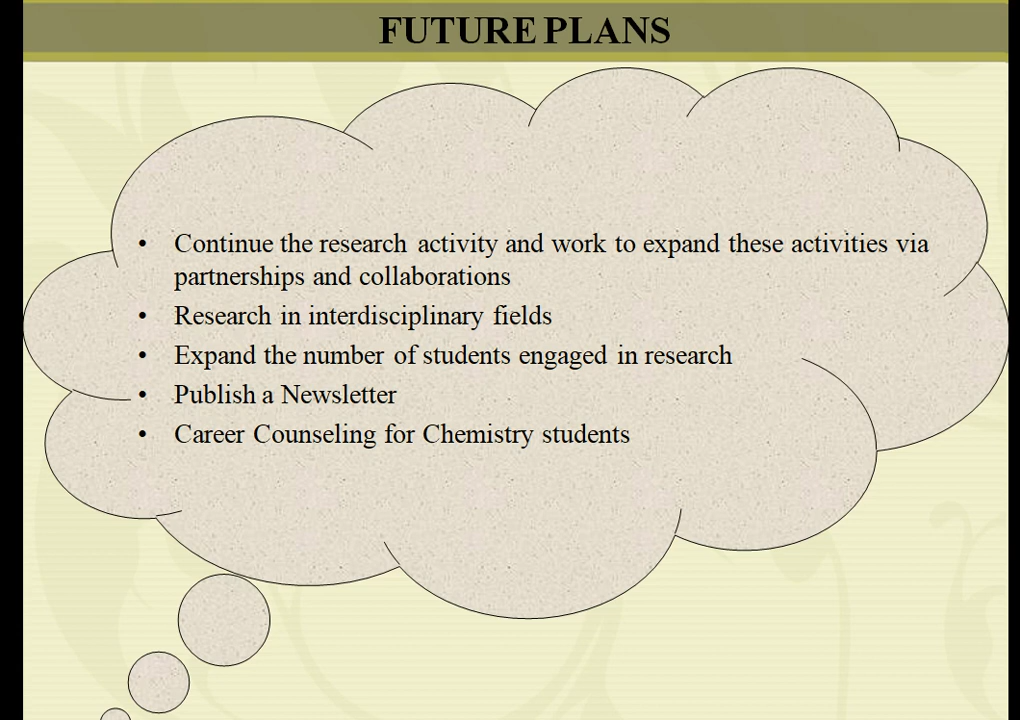 FUTURE PLANS
• Continue the research activity and work to expand these activities via
partnerships and collaborations
• Research in interdisciplinary fields
• Expand the number of students engaged in research
• Publish a Newsletter
• Career Counseling for Chemistry students